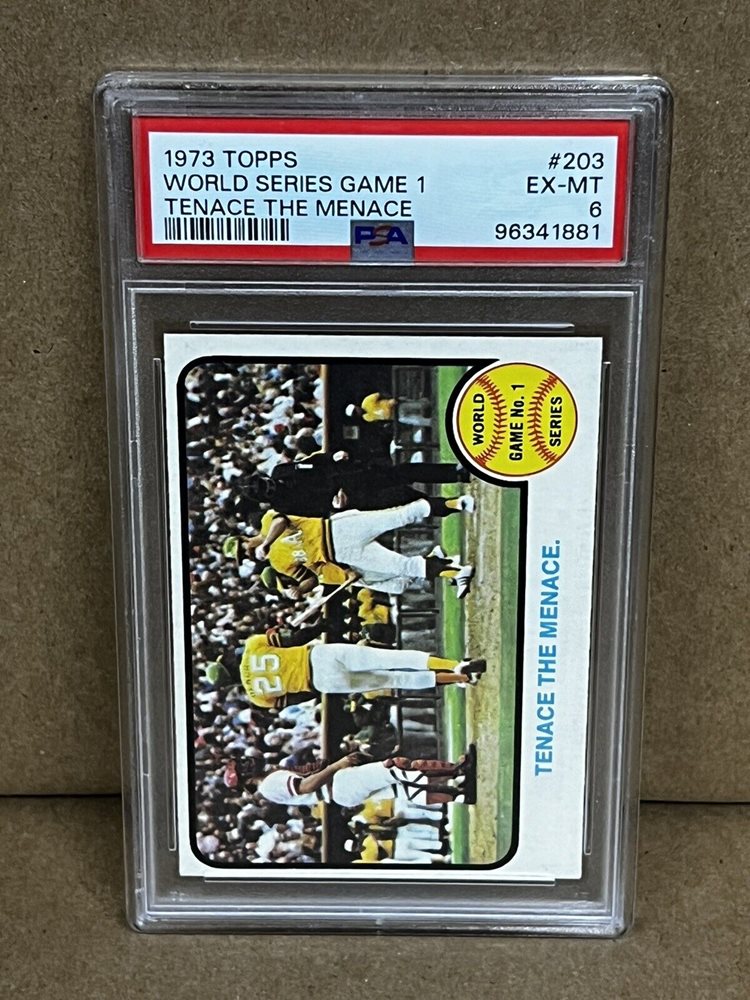 1973 TOPPS #203
WORLD SERIES GAME 1 EX-MT
TENACE THE MENACE 6
PSA 96341881
WORLD
GAME No. 1
SERIES
25
TENACE THE MENACE.